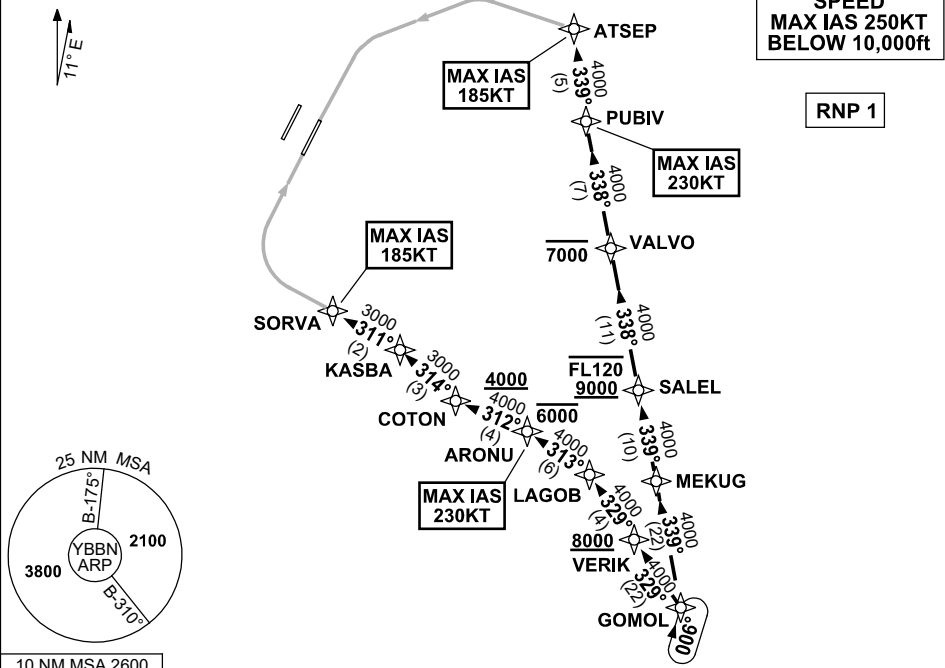 SPEED
MAX IAS 250KT
BELOW 10,000ft
RNP 1
11° E
ATSEP
MAX IAS
185KT
4000
339°
(5)
PUBIV
MAX IAS
230KT
4000
338°
(7)
VALVO
7000
4000
338°
(11)
FL120
9000
SALEL
4000
339°
(10)
MEKUG
4000
339°
(22)
MAX IAS
185KT
SORVA
3000
311°
(2)
KASBA
3000
314°
(3)
COTON
4000
4000
312°
(4)
6000
ARONU
MAX IAS
230KT
4000
313°
(6)
LAGOB
4000
329°
(4)
8000
VERIK
4000
329°
(22)
GOMOL
006°
25 NM MSA
B-175°
YBBN
ARP
2100
3800
B-310°
10 NM MSA 2600